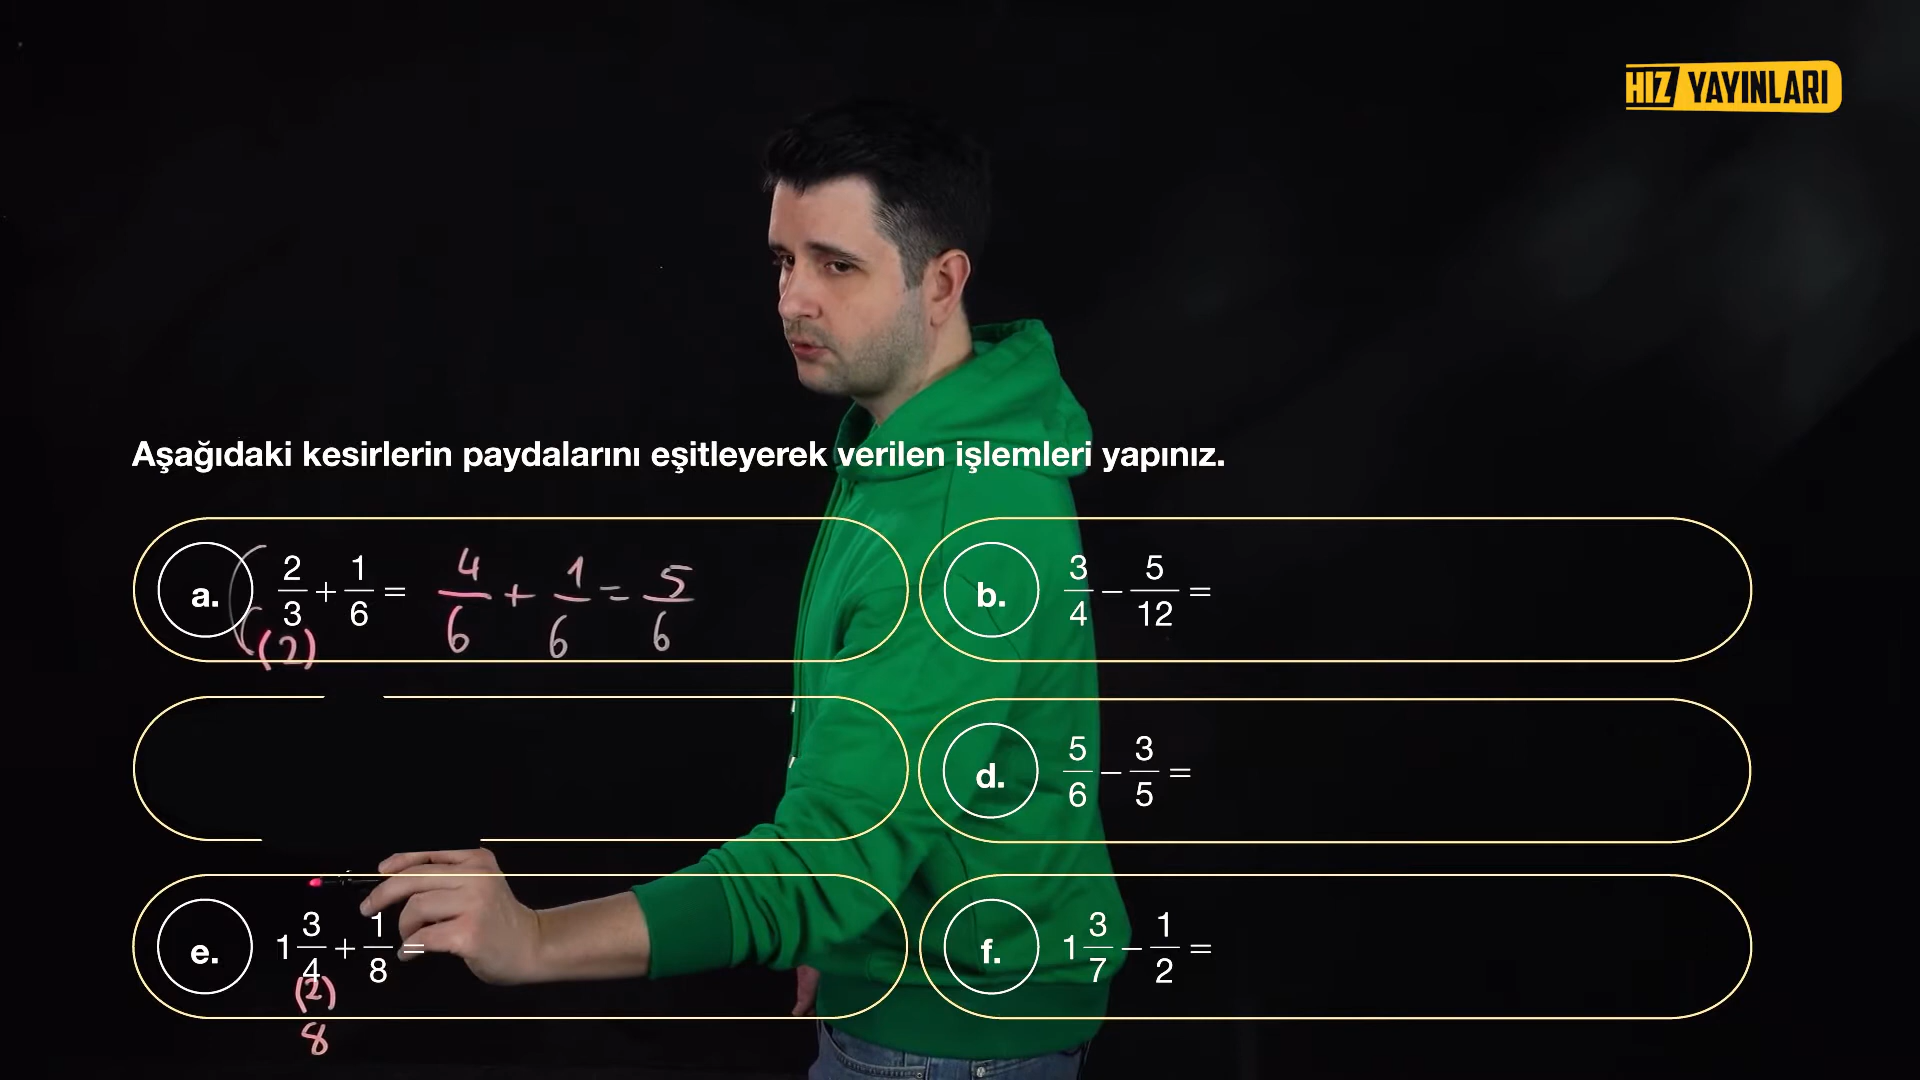 HIZ YAYINLARI
Aşağıdaki kesirlerin paydalarını eşitleyerek verilen işlemleri yapınız.
a. 2/3 + 1/6 = 4/6 + 1/6 = 5/6
(2)
b. 3/4 − 5/12 =
d. 5/6 − 3/5 =
e. 1 3/4 + 1/8 =
(2)
8
f. 1 3/7 − 1/2 =